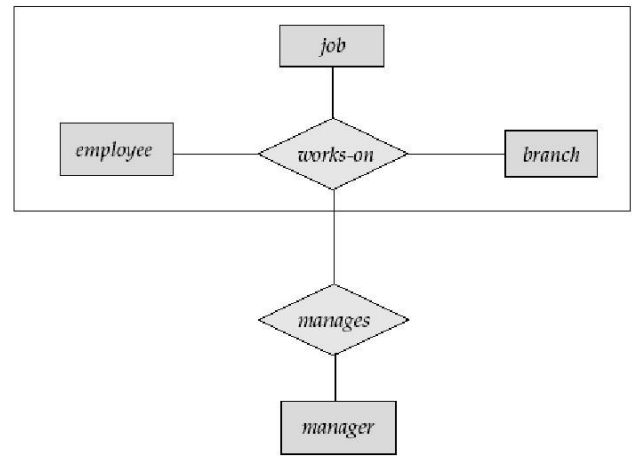 job
employee
works-on
branch
manages
manager